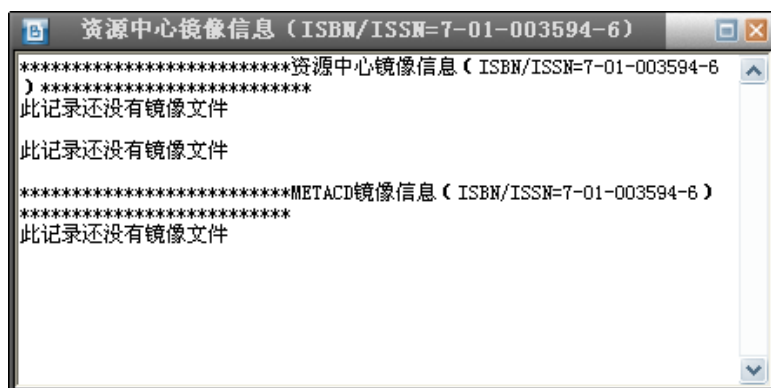 资源中心镜像信息（ISBN/ISSN=7-01-003594-6）
**************************资源中心镜像信息（ISBN/ISSN=7-01-003594-6
）**************************
此记录还没有镜像文件
此记录还没有镜像文件
**************************METACD镜像信息（ISBN/ISSN=7-01-003594-6）
**************************
此记录还没有镜像文件